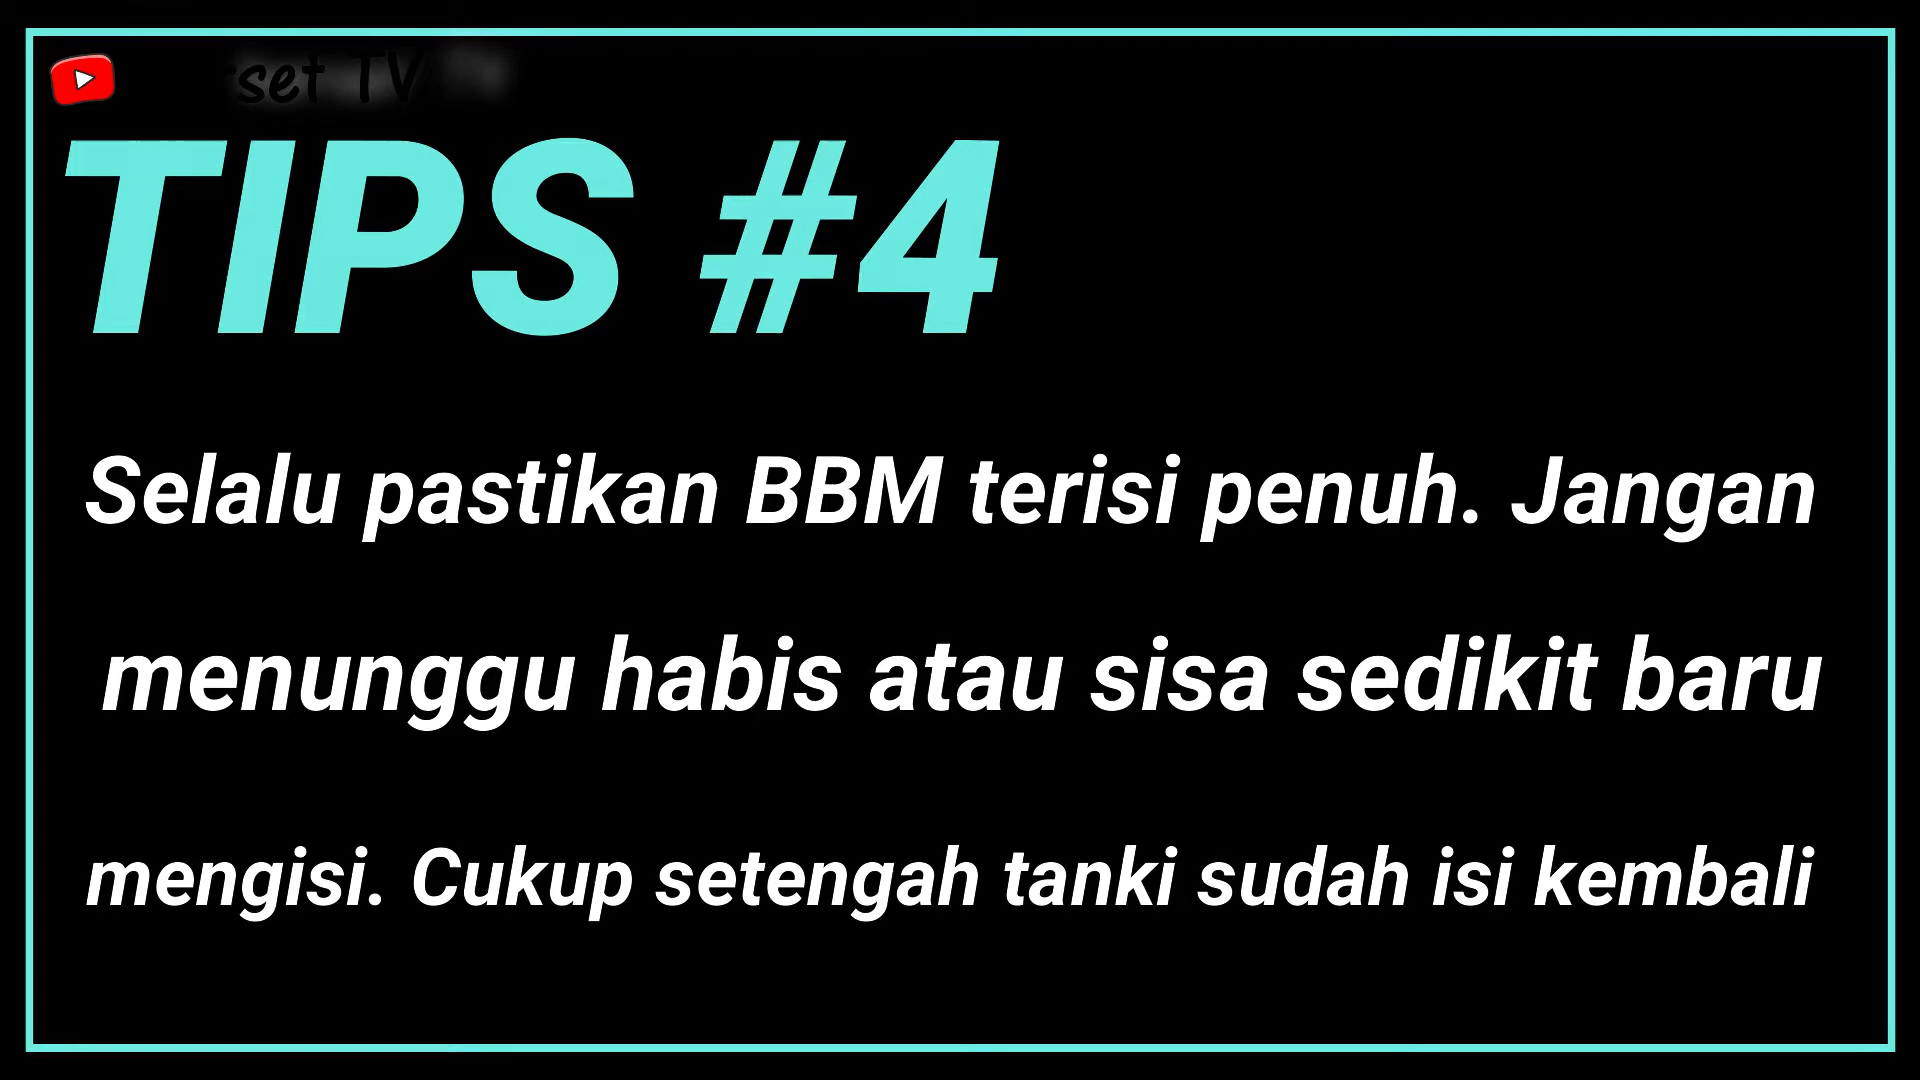 TV
TIPS #4
Selalu pastikan BBM terisi penuh. Jangan
menunggu habis atau sisa sedikit baru
mengisi. Cukup setengah tanki sudah isi kembali